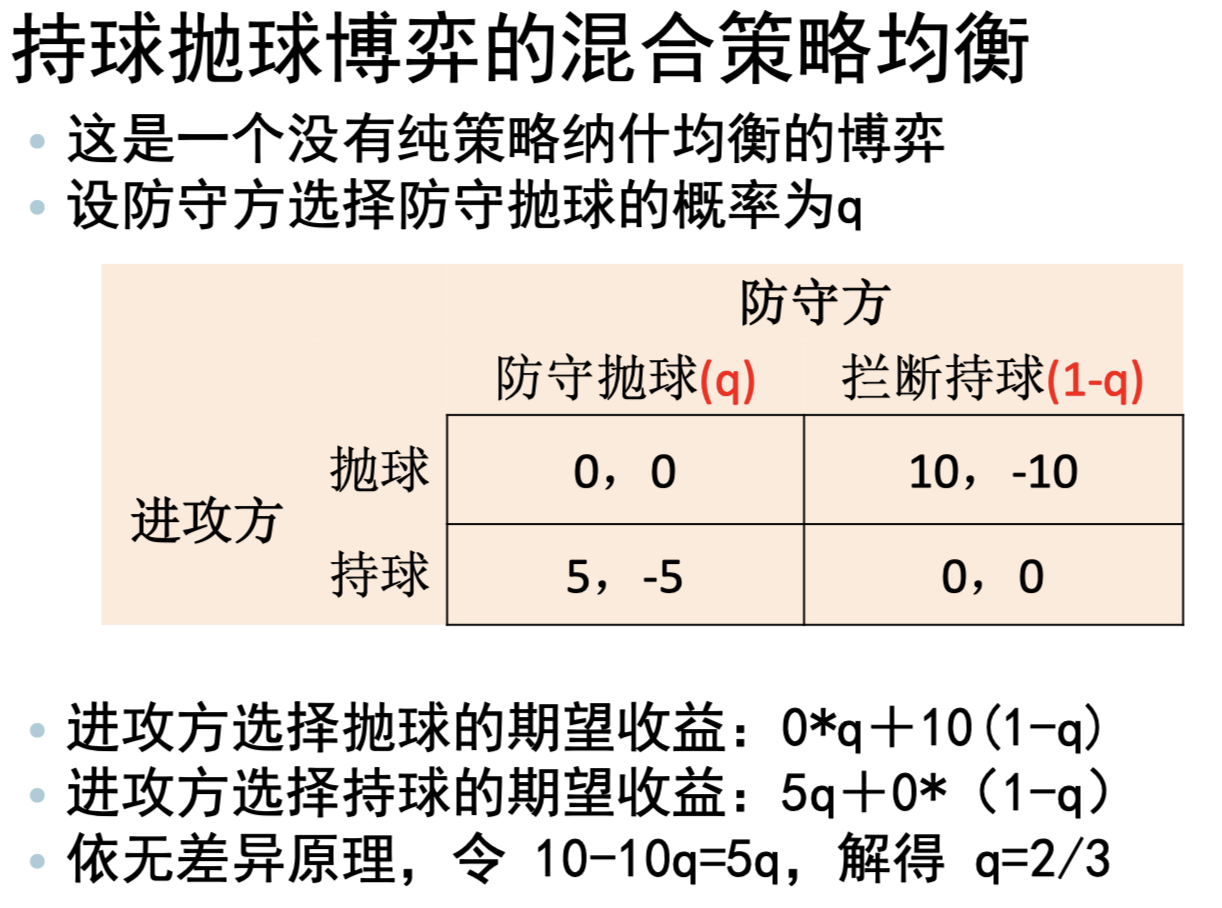 持球抛球博弈的混合策略均衡
• 这是一个没有纯策略纳什均衡的博弈
• 设防守方选择防守抛球的概率为q
防守方
防守抛球(q) 拦断持球(1-q)
进攻方
抛球 0，0 10，-10
持球 5，-5 0，0
• 进攻方选择抛球的期望收益：0*q＋10(1-q)
• 进攻方选择持球的期望收益：5q＋0*（1-q）
• 依无差异原理，令 10-10q=5q，解得 q=2/3